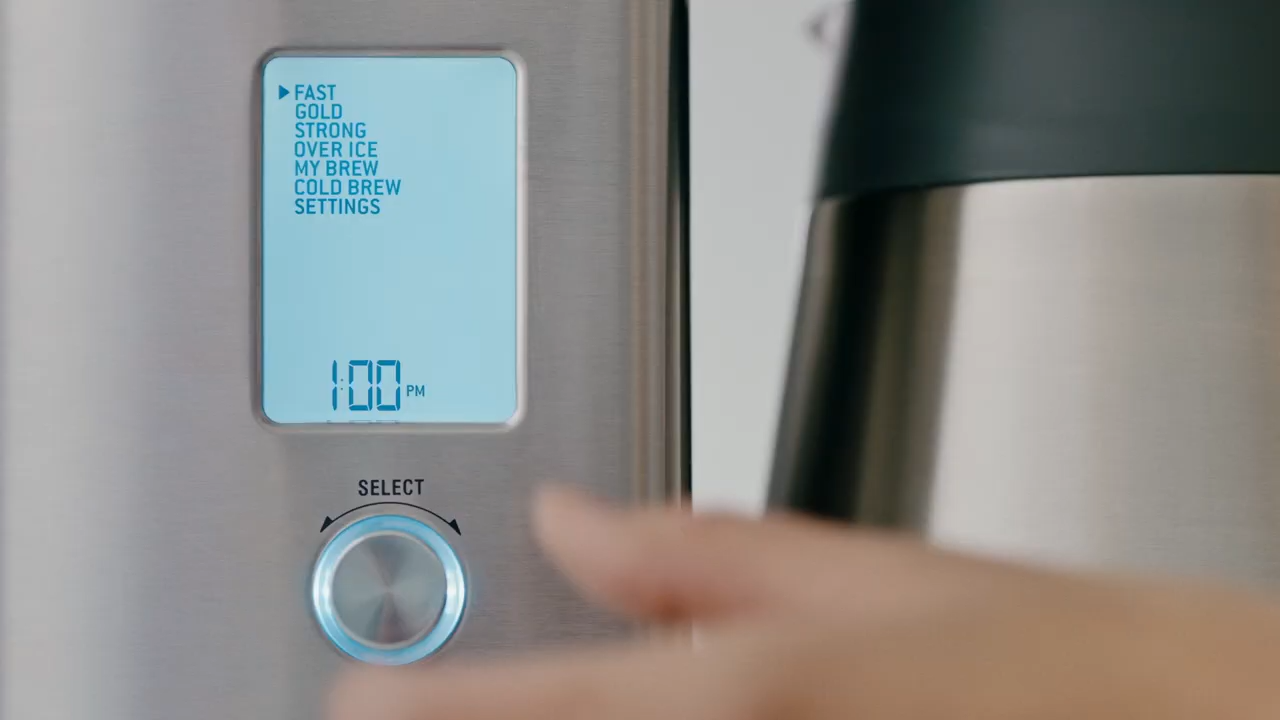 FAST
GOLD
STRONG
OVER ICE
MY BREW
COLD BREW
SETTINGS
1:00 PM
SELECT